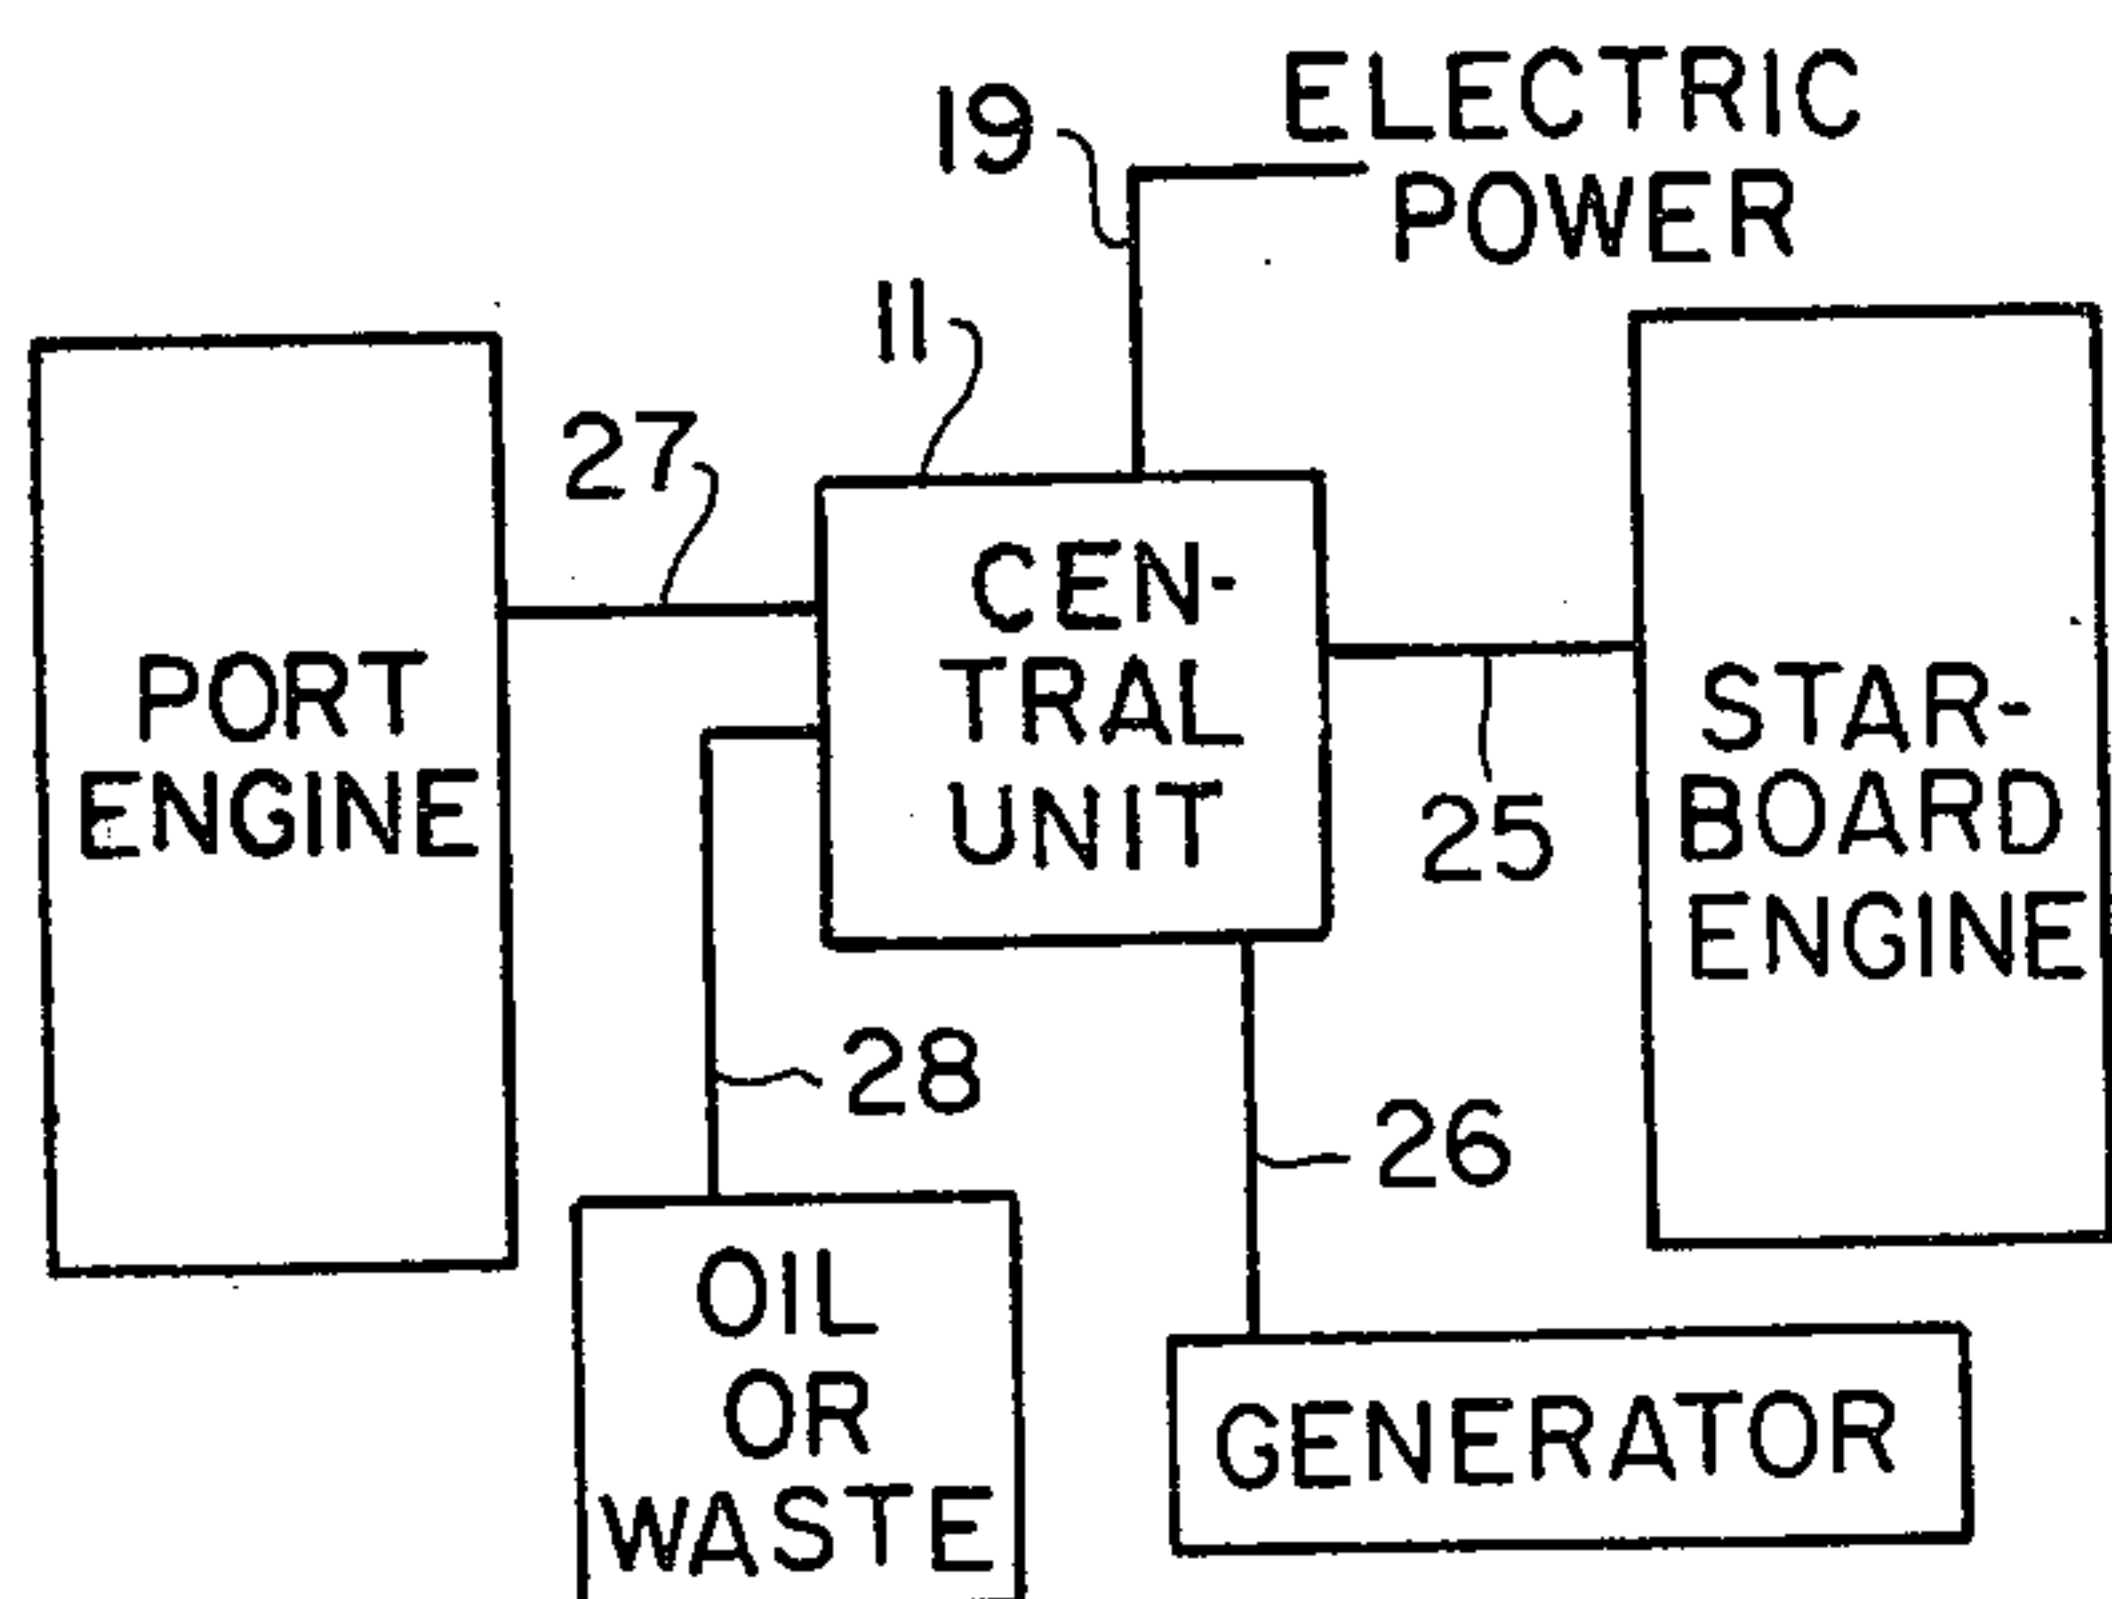 19
ELECTRIC
POWER
11
27
CEN-
TRAL
UNIT
PORT
ENGINE
25
STAR-
BOARD
ENGINE
28
26
OIL
OR
WASTE
GENERATOR